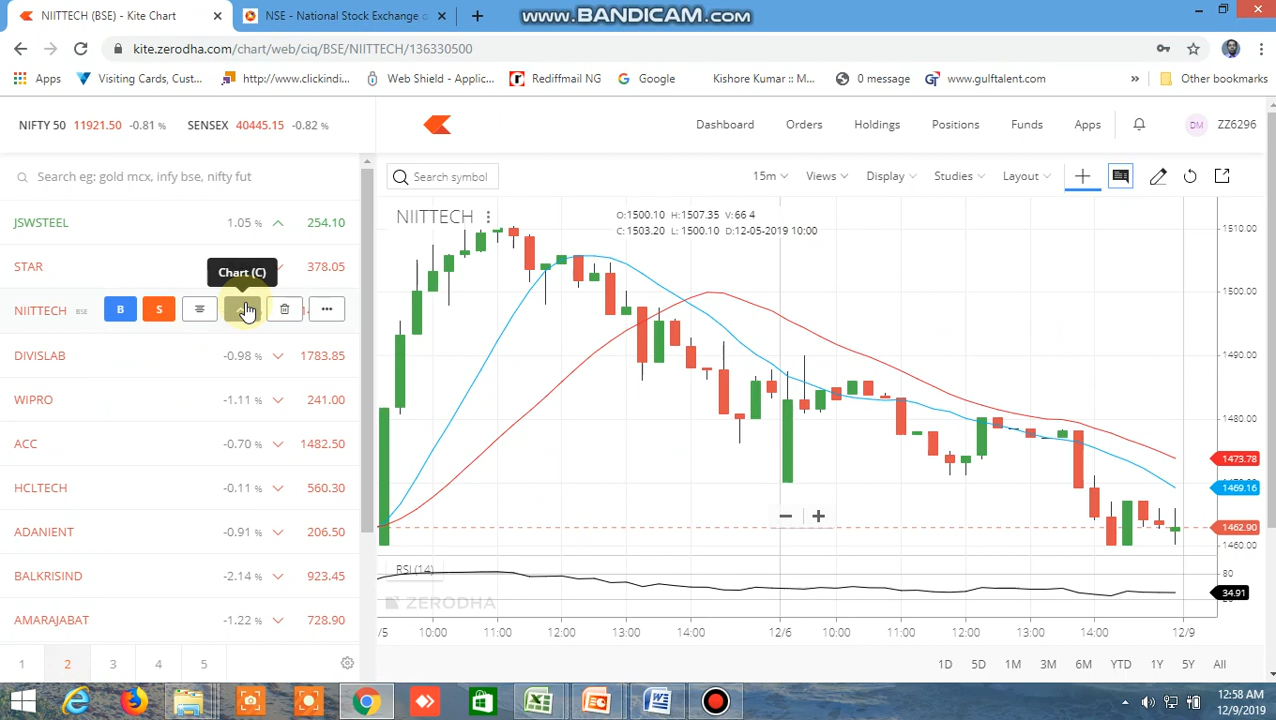 NIITTECH (BSE) - Kite Chart
NSE - National Stock Exchange o
www.BANDICAM.com
kite.zerodha.com/chart/web/ciq/BSE/NIITTECH/136330500
Apps
Visiting Cards, Cust...
http://www.clickindi...
Web Shield - Applic...
Rediffmail NG
Google
Kishore Kumar :: M...
0 message
www.gulftalent.com
»
Other bookmarks
NIFTY 50 11921.50 -0.81 %
SENSEX 40445.15 -0.82 %
Dashboard
Orders
Holdings
Positions
Funds
Apps
DM
ZZ6296
Search eg: gold mcx, infy bse, nifty fut
Search symbol
15m
Views
Display
Studies
Layout
JSWSTEEL 1.05 % 254.10
STAR 378.05
Chart (C)
NIITTECH BSE B S
DIVISLAB -0.98 % 1783.85
WIPRO -1.11 % 241.00
ACC -0.70 % 1482.50
HCLTECH -0.11 % 560.30
ADANIENT -0.91 % 206.50
BALKRISIND -2.14 % 923.45
AMARAJABAT -1.22 % 728.90
1 2 3 4 5
NIITTECH
O:1500.10 H:1507.35 V:66 4
C:1503.20 L: 1500.10 D:12-05-2019 10:00
1510.00
1500.00
1490.00
1480.00
1473.78
1469.16
1462.90
1460.00
RSI (14)
80
34.91
ZERODHA
/5 10:00 11:00 12:00 13:00 14:00 12/6 10:00 11:00 12:00 13:00 14:00 12/9
1D 5D 1M 3M 6M YTD 1Y 5Y All
12:58 AM
12/9/2019